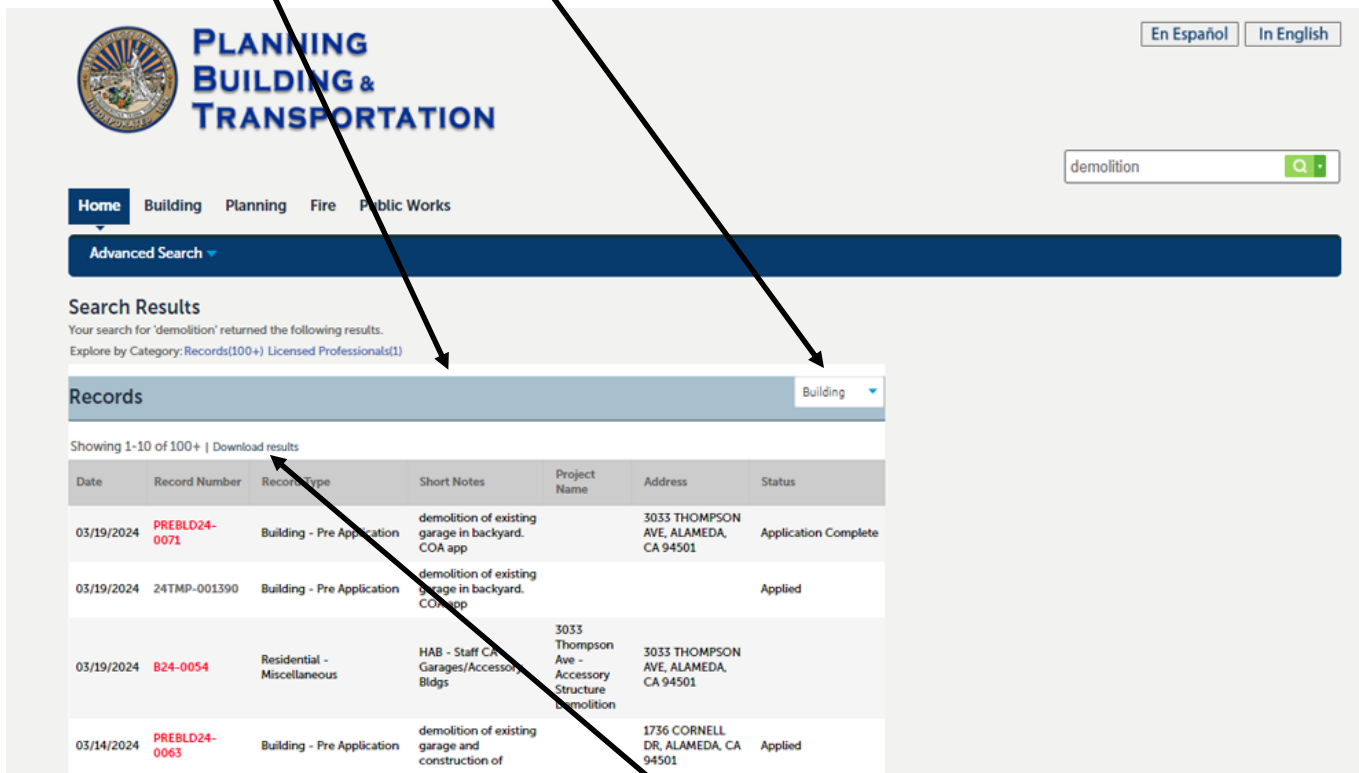 En Español In English
PLANNING
BUILDING &
TRANSPORTATION
demolition
Home Building Planning Fire Public Works
Advanced Search
Search Results
Your search for 'demolition' returned the following results.
Explore by Category: Records(100+) Licensed Professionals(1)
Records Building
Showing 1-10 of 100+ | Download results
Date Record Number Record Type Short Notes Project Name Address Status
03/19/2024 PREBLD24-0071 Building - Pre Application demolition of existing garage in backyard. COA app 3033 THOMPSON AVE, ALAMEDA, CA 94501 Application Complete
03/19/2024 24TMP-001390 Building - Pre Application demolition of existing garage in backyard. COA app Applied
03/19/2024 B24-0054 Residential - Miscellaneous HAB - Staff CA Garages/Accessory Bldgs 3033 Thompson Ave - Accessory Structure Demolition 3033 THOMPSON AVE, ALAMEDA, CA 94501
03/14/2024 PREBLD24-0063 Building - Pre Application demolition of existing garage and construction of 1736 CORNELL DR, ALAMEDA, CA 94501 Applied